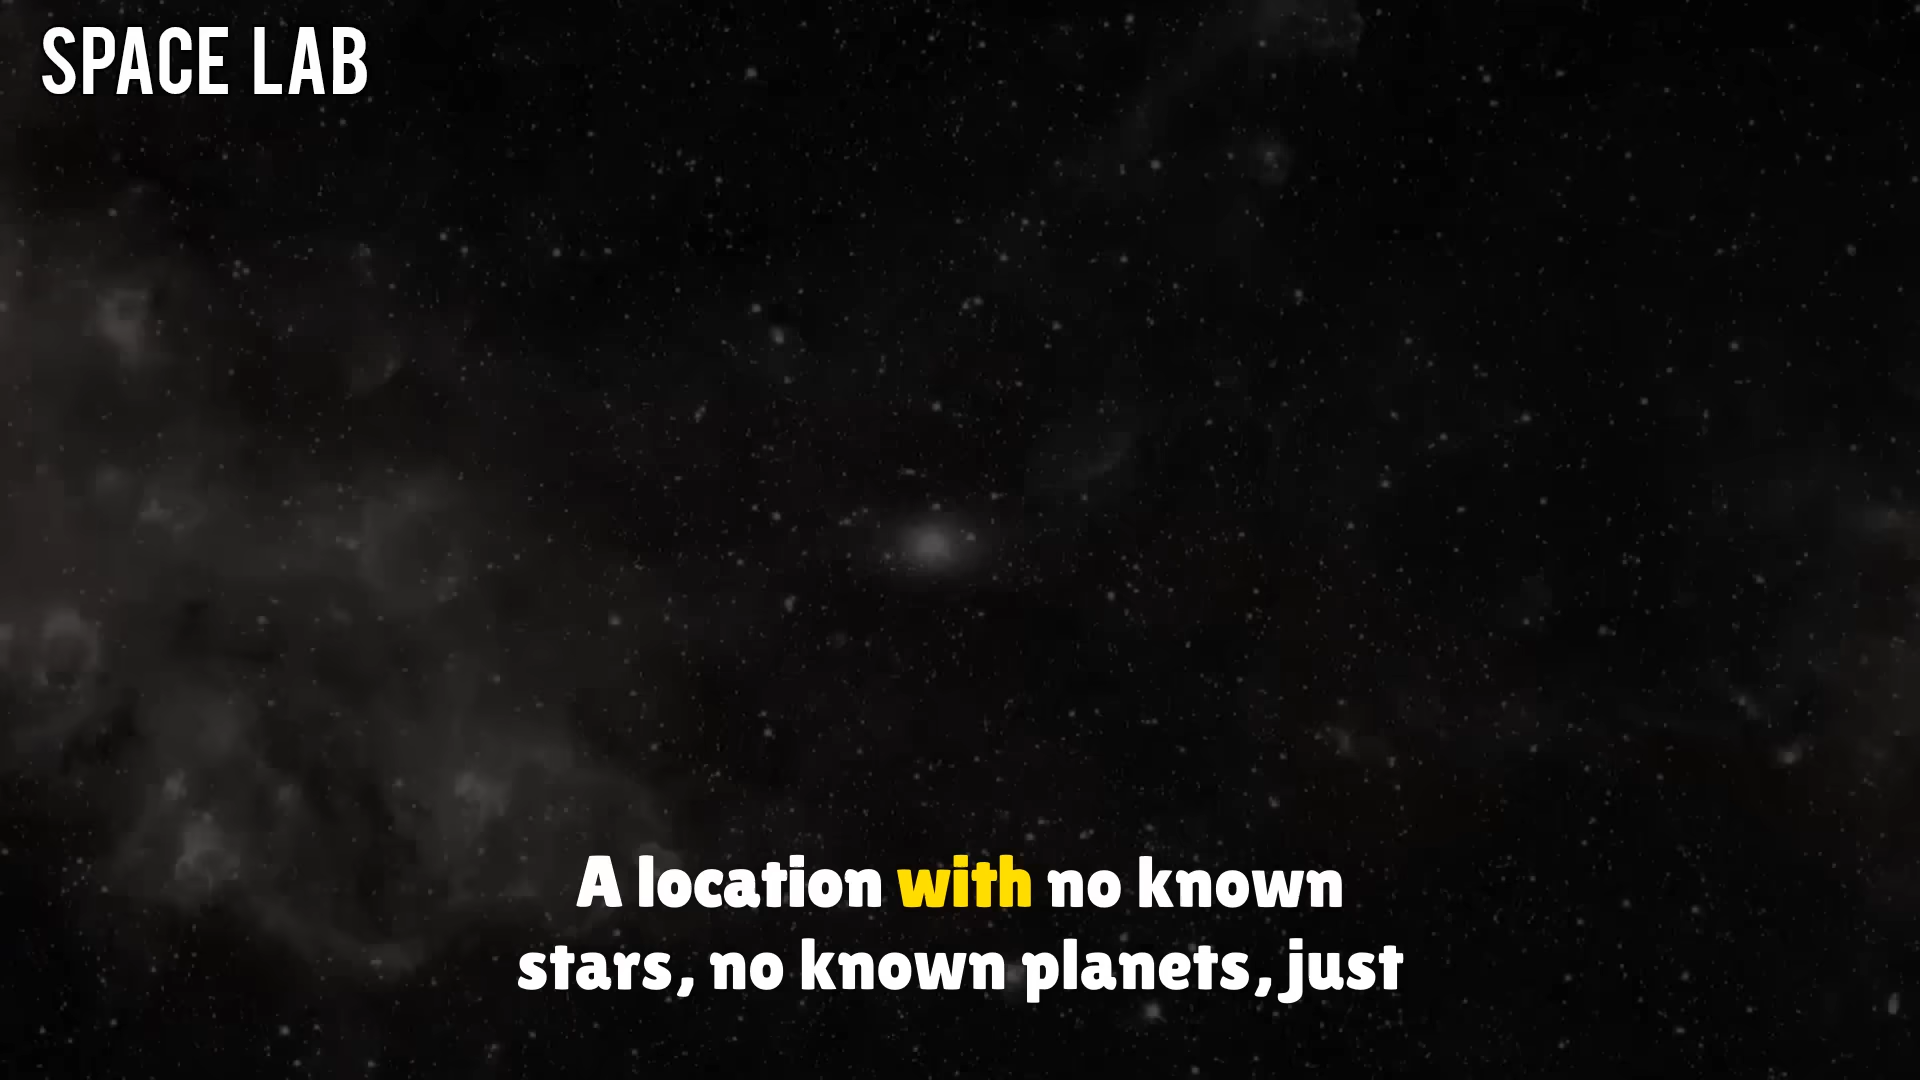 SPACE LAB
A location with no known
stars, no known planets, just